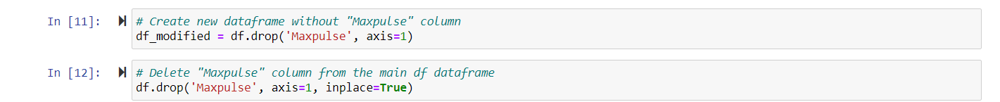 In [11]: # Create new dataframe without "Maxpulse" column
df_modified = df.drop('Maxpulse', axis=1)
In [12]: # Delete "Maxpulse" column from the main df dataframe
df.drop('Maxpulse', axis=1, inplace=True)